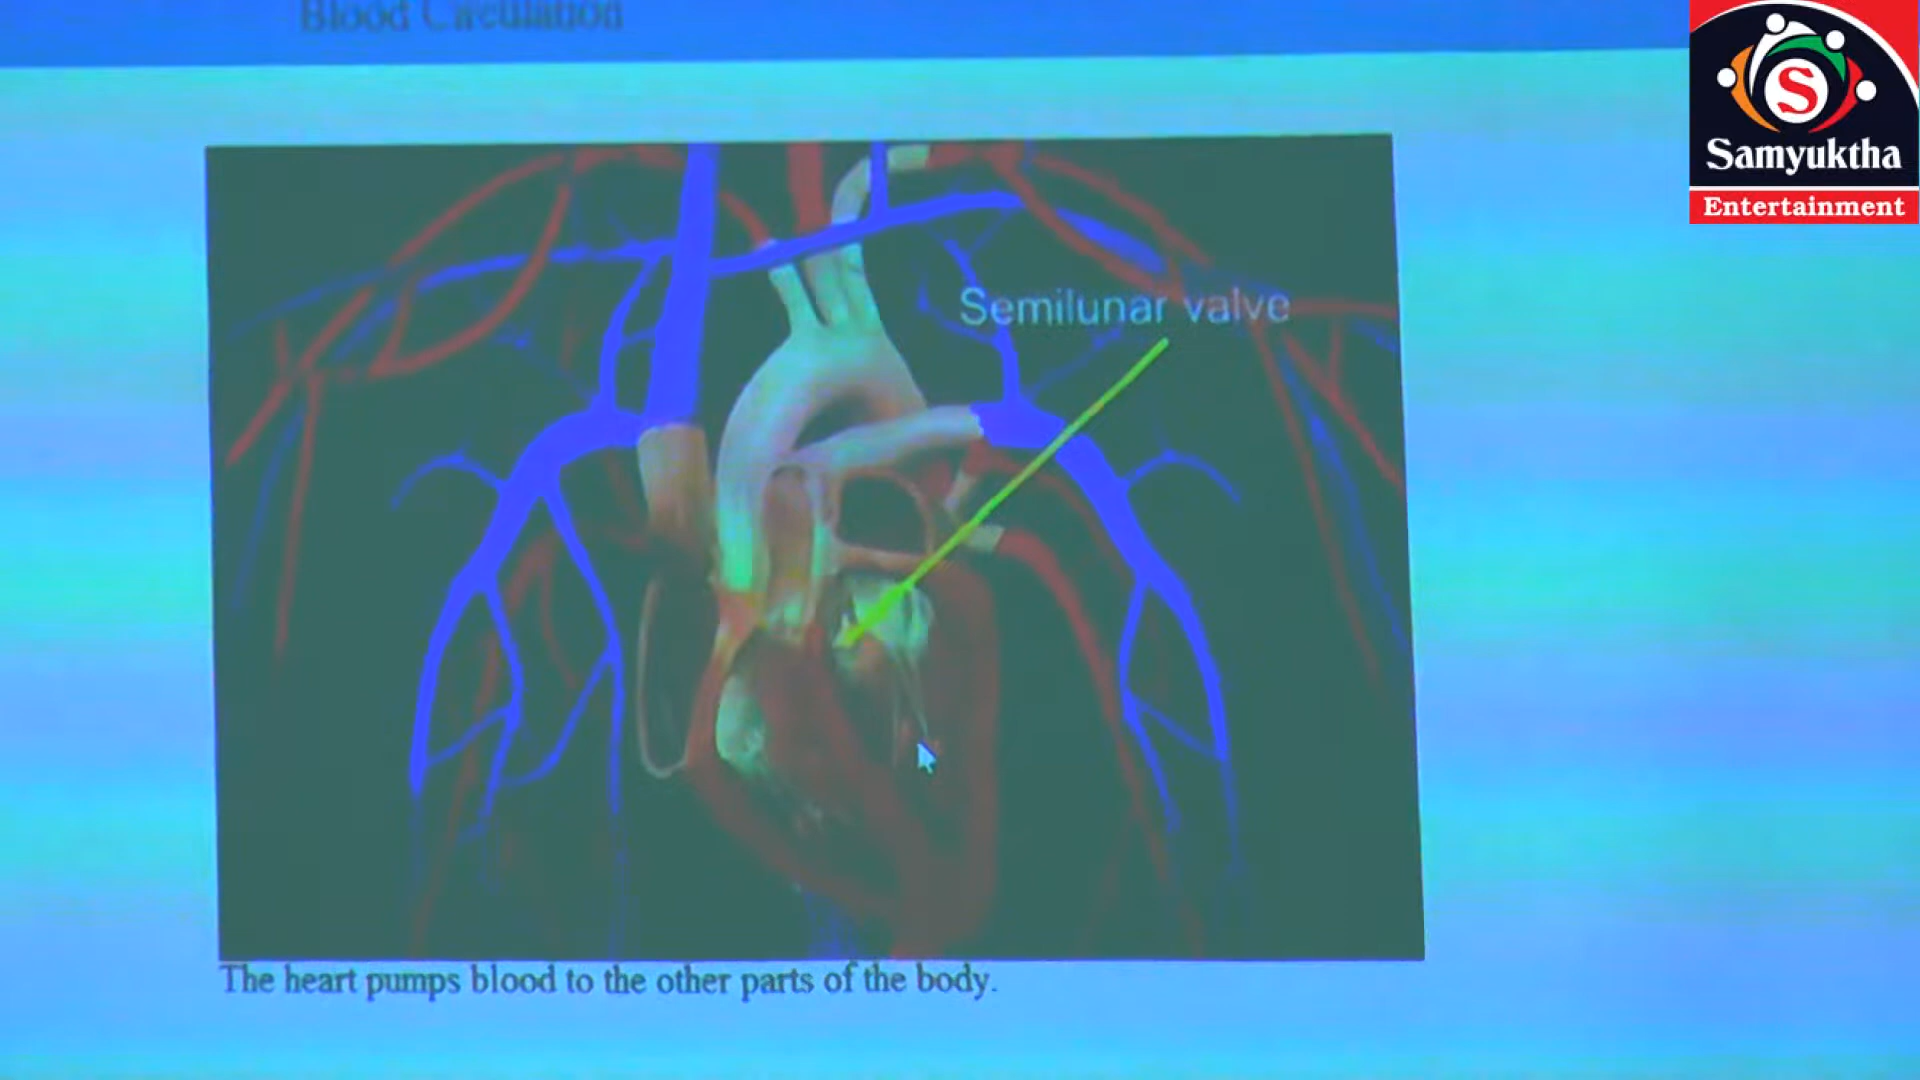 Blood Circulation
S
Samyuktha
Entertainment
Semilunar valve
The heart pumps blood to the other parts of the body.